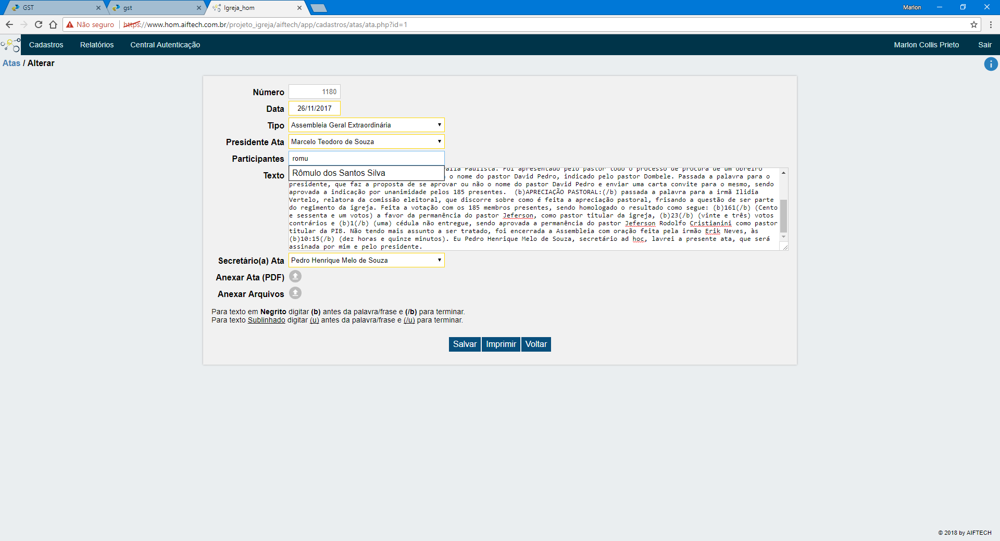 GST
gst
Igreja_hom
Marlon
Não seguro
https://www.hom.aiftech.com.br/projeto_igreja/aiftech/app/cadastros/atas/ata.php?id=1
Cadastros Relatórios Central Autenticação Marlon Collis Prieto Sair
Atas / Alterar
Número 1180
Data 26/11/2017
Tipo Assembleia Geral Extraordinária
Presidente Ata Marcelo Teodoro de Souza
Participantes romu
Rômulo dos Santos Silva
Texto
Paulista. Foi apresentado pelo pastor todo o processo de procura de um obreiro
o nome do pastor David Pedro, indicado pelo pastor Dombele. Passada a palavra para o
presidente, que faz a proposta de se aprovar ou não o nome do pastor David Pedro e enviar uma carta convite para o mesmo, sendo
aprovada a indicação por unanimidade pelos 185 presentes.  (b)APRECIAÇÃO PASTORAL:(/b) passada a palavra para a irmã Ilidia
Vertelo, relatora da comissão eleitoral, que discorre sobre como é feita a apreciação pastoral, frisando a questão de ser parte
do regimento da igreja. Feita a votação com os 185 membros presentes, sendo homologado o resultado como segue: (b)161(/b) (Cento
e sessenta e um votos) a favor da permanência do pastor Jeferson, como pastor titular da igreja, (b)23(/b) (vinte e três) votos
contrários e (b)1(/b) (uma) cédula não entregue, sendo aprovada a permanência do pastor Jeferson Rodolfo Cristianini como pastor
titular da PIB. Não tendo mais assunto a ser tratado, foi encerrada a Assembleia com oração feita pela irmão Erik Neves, às
(b)10:15(/b) (dez horas e quinze minutos). Eu Pedro Henrique Melo de Souza, secretário ad hoc, lavrei a presente ata, que será
assinada por mim e pelo presidente.
Secretário(a) Ata Pedro Henrique Melo de Souza
Anexar Ata (PDF)
Anexar Arquivos
Para texto em Negrito digitar (b) antes da palavra/frase e (/b) para terminar.
Para texto Sublinhado digitar (u) antes da palavra/frase e (/u) para terminar.
Salvar Imprimir Voltar
© 2018 by AIFTECH